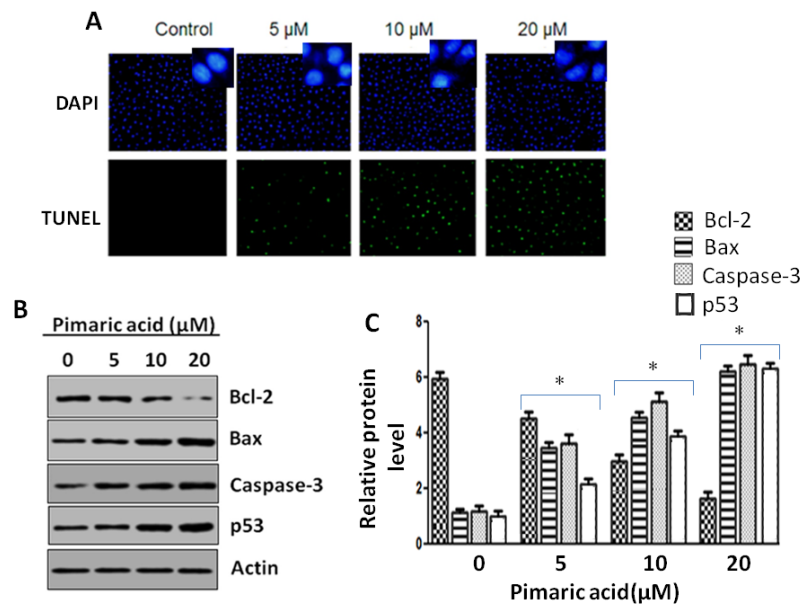 A
Control 5 µM 10 µM 20 µM
DAPI
TUNEL
Bcl-2
Bax
Caspase-3
p53
B
Pimaric acid (µM)
0 5 10 20
Bcl-2
Bax
Caspase-3
p53
Actin
C
8
6
4
2
0
Relative protein
level
* * *
0 5 10 20
Pimaric acid(µM)